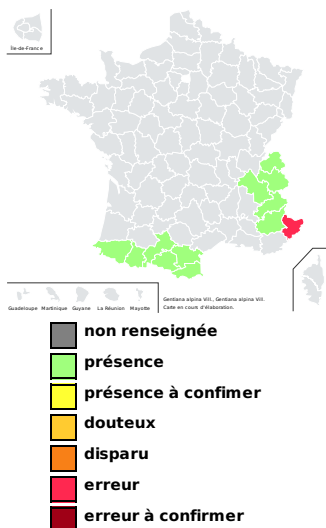 Île-de-France
Gentiana alpina Vill., Gentiana alpina Vill.
Carte en cours d'élaboration.
Guadeloupe Martinique Guyane La Réunion Mayotte
non renseignée
présence
présence à confimer
douteux
disparu
erreur
erreur à confirmer